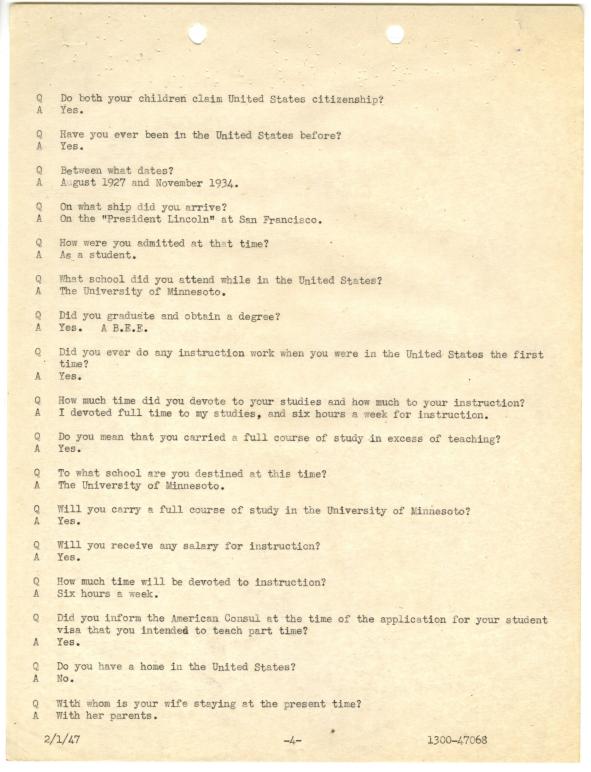 Q Do both your children claim United States citizenship?
A Yes.
Q Have you ever been in the United States before?
A Yes.
Q Between what dates?
A August 1927 and November 1934.
Q On what ship did you arrive?
A On the "President Lincoln" at San Francisco.
Q How were you admitted at that time?
A As a student.
Q What school did you attend while in the United States?
A The University of Minnesoto.
Q Did you graduate and obtain a degree?
A Yes. A B.E.E.
Q Did you ever do any instruction work when you were in the United States the first
time?
A Yes.
Q How much time did you devote to your studies and how much to your instruction?
A I devoted full time to my studies, and six hours a week for instruction.
Q Do you mean that you carried a full course of study in excess of teaching?
A Yes.
Q To what school are you destined at this time?
A The University of Minnesoto.
Q Will you carry a full course of study in the University of Minnesoto?
A Yes.
Q Will you receive any salary for instruction?
A Yes.
Q How much time will be devoted to instruction?
A Six hours a week.
Q Did you inform the American Consul at the time of the application for your student
visa that you intended to teach part time?
A Yes.
Q Do you have a home in the United States?
A No.
Q With whom is your wife staying at the present time?
A With her parents.
2/1/47 -4- 1300-47068